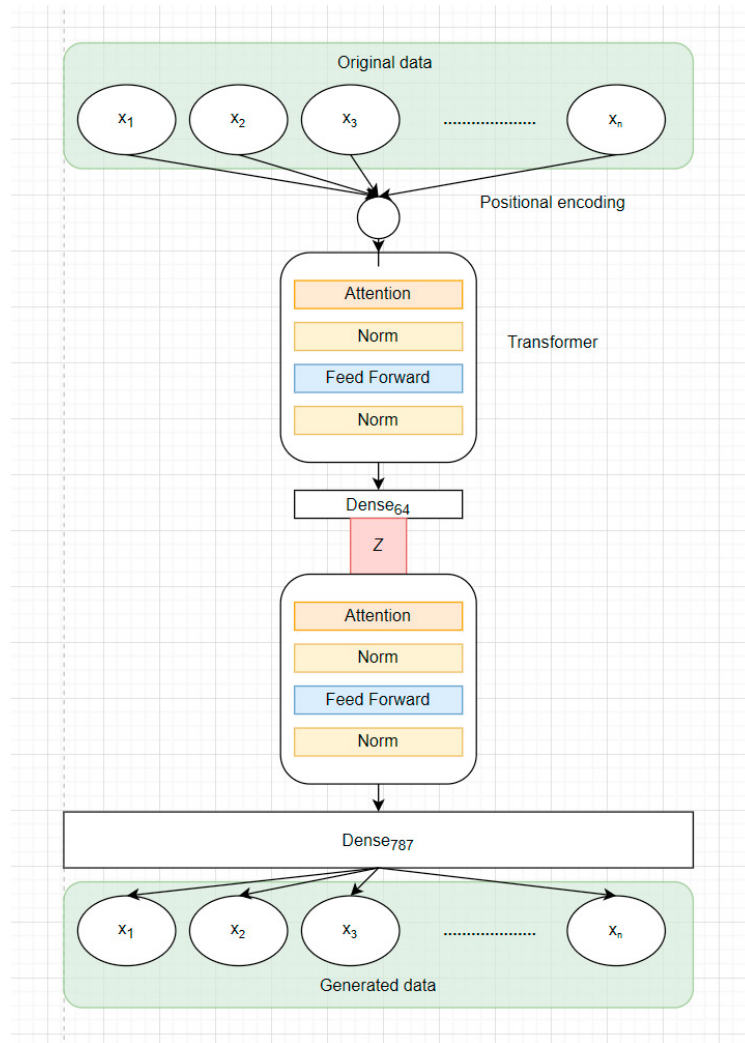 Original data
x1 x2 x3 ..................... xn
Positional encoding
Attention
Norm
Transformer
Feed Forward
Norm
Dense64
Z
Attention
Norm
Feed Forward
Norm
Dense787
x1 x2 x3 ..................... xn
Generated data